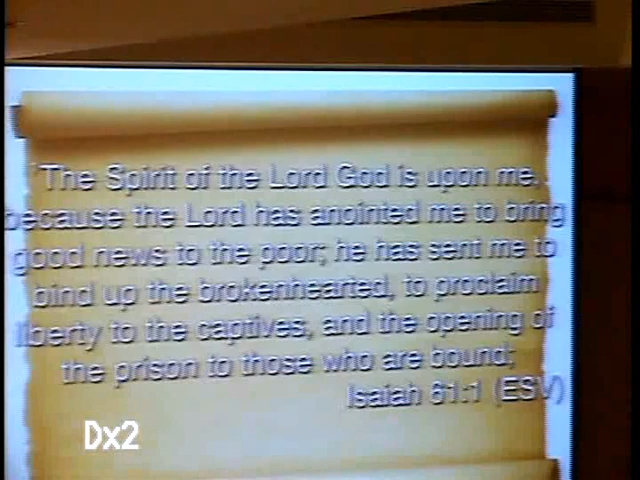 "The Spirit of the Lord God is upon me,
because the Lord has anointed me to bring
good news to the poor; he has sent me to
bind up the brokenhearted, to proclaim
liberty to the captives, and the opening of
the prison to those who are bound;
Isaiah 61:1 (ESV)
Dx2